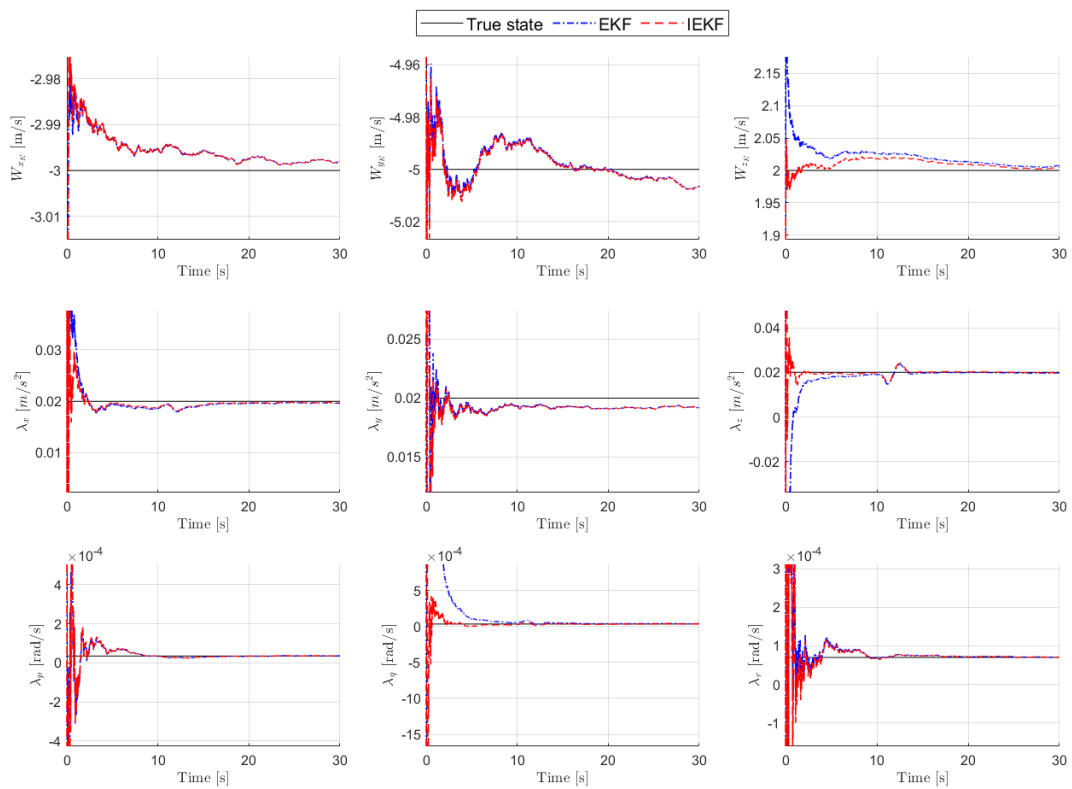 True state EKF IEKF
-2.98
-2.99
-3
-3.01
W_{x_E} [m/s]
0 10 20 30
Time [s]
-4.96
-4.98
-5
-5.02
W_{y_E} [m/s]
0 10 20 30
Time [s]
2.15
2.1
2.05
2
1.95
1.9
W_{z_E} [m/s]
0 10 20 30
Time [s]
0.03
0.02
0.01
λ_x [m/s^2]
0 10 20 30
Time [s]
0.025
0.02
0.015
λ_y [m/s^2]
0 10 20 30
Time [s]
0.04
0.02
0
-0.02
λ_z [m/s^2]
0 10 20 30
Time [s]
×10^{-4}
4
2
0
-2
-4
λ_p [rad/s]
0 10 20 30
Time [s]
×10^{-4}
5
0
-5
-10
-15
λ_q [rad/s]
0 10 20 30
Time [s]
×10^{-4}
3
2
1
0
-1
λ_r [rad/s]
0 10 20 30
Time [s]